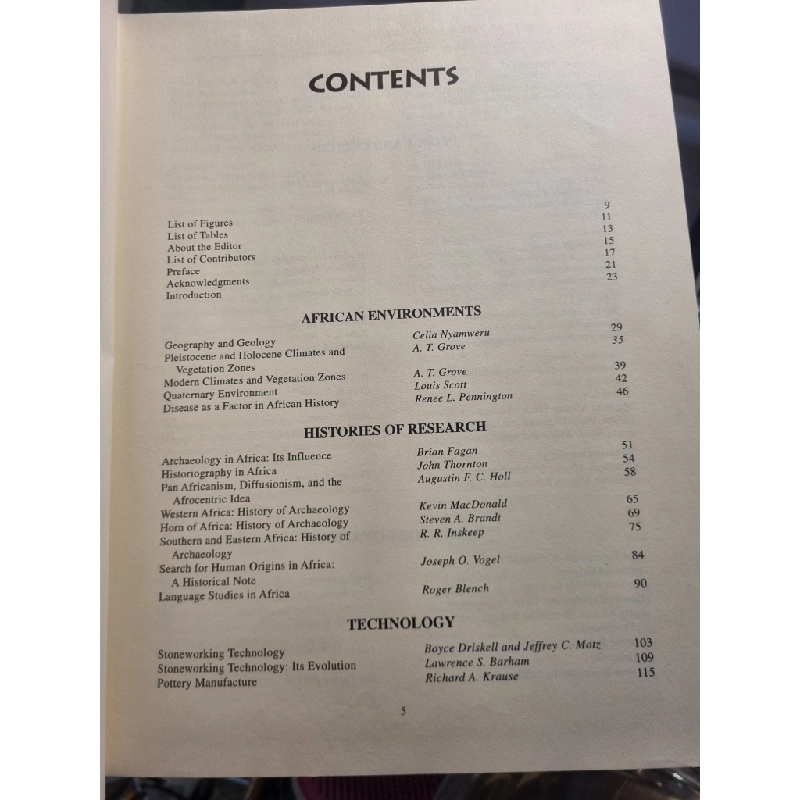 CONTENTS
List of Figures 9
List of Tables 11
About the Editor 13
List of Contributors 15
Preface 17
Acknowledgments 21
Introduction 23
AFRICAN ENVIRONMENTS
Geography and Geology Celia Nyamweru 29
Pleistocene and Holocene Climates and A. T. Grove 35
Vegetation Zones
Modern Climates and Vegetation Zones A. T. Grove 39
Quaternary Environment Louis Scott 42
Disease as a Factor in African History Renee L. Pennington 46
HISTORIES OF RESEARCH
Archaeology in Africa: Its Influence Brian Fagan 51
Historiography in Africa John Thornton 54
Pan Africanism, Diffusionism, and the Augustin F. C. Holl 58
Afrocentric Idea
Western Africa: History of Archaeology Kevin MacDonald 65
Horn of Africa: History of Archaeology Steven A. Brandt 69
Southern and Eastern Africa: History of R. R. Inskeep 75
Archaeology
Search for Human Origins in Africa: Joseph O. Vogel 84
A Historical Note
Language Studies in Africa Roger Blench 90
TECHNOLOGY
Stoneworking Technology Boyce Driskell and Jeffrey C. Motz 103
Stoneworking Technology: Its Evolution Lawrence S. Barham 109
Pottery Manufacture Richard A. Krause 115
5